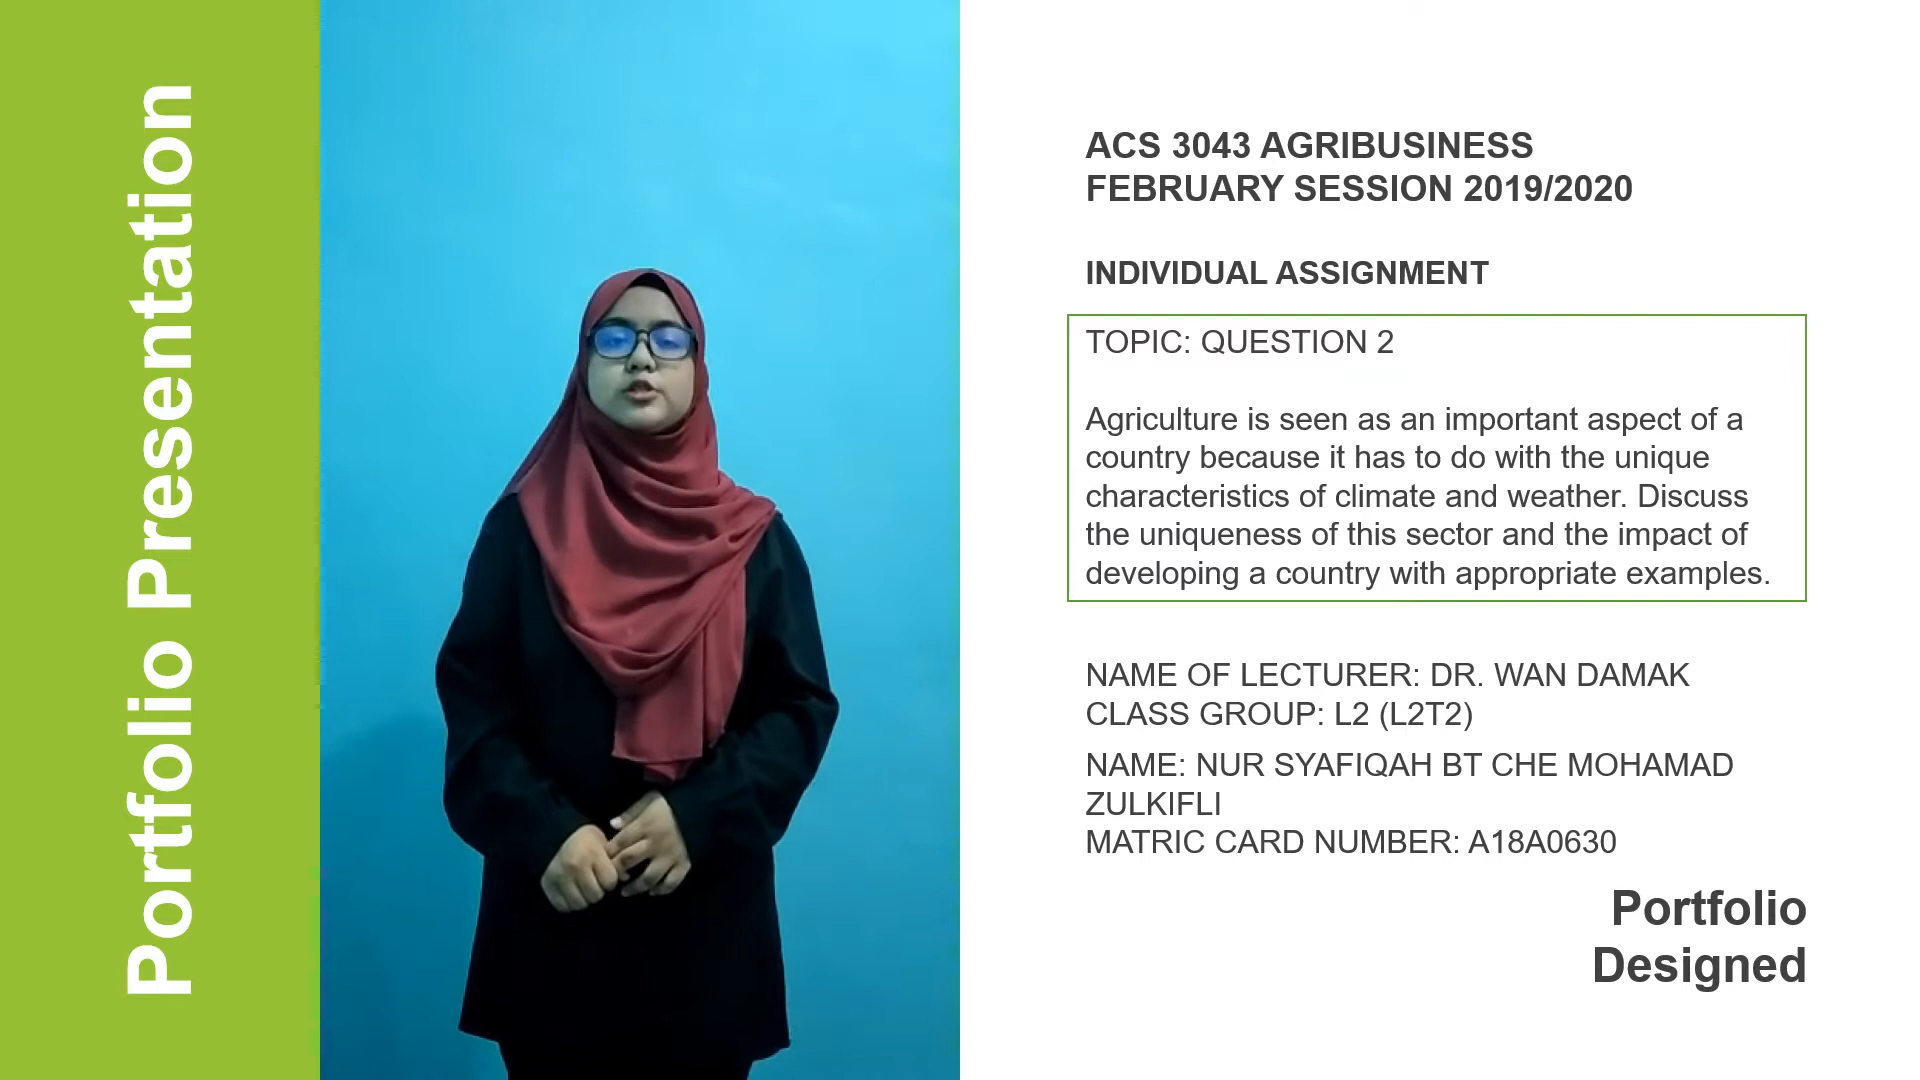 Portfolio Presentation
ACS 3043 AGRIBUSINESS
FEBRUARY SESSION 2019/2020
INDIVIDUAL ASSIGNMENT
TOPIC: QUESTION 2
Agriculture is seen as an important aspect of a
country because it has to do with the unique
characteristics of climate and weather. Discuss
the uniqueness of this sector and the impact of
developing a country with appropriate examples.
NAME OF LECTURER: DR. WAN DAMAK
CLASS GROUP: L2 (L2T2)
NAME: NUR SYAFIQAH BT CHE MOHAMAD
ZULKIFLI
MATRIC CARD NUMBER: A18A0630
Portfolio
Designed